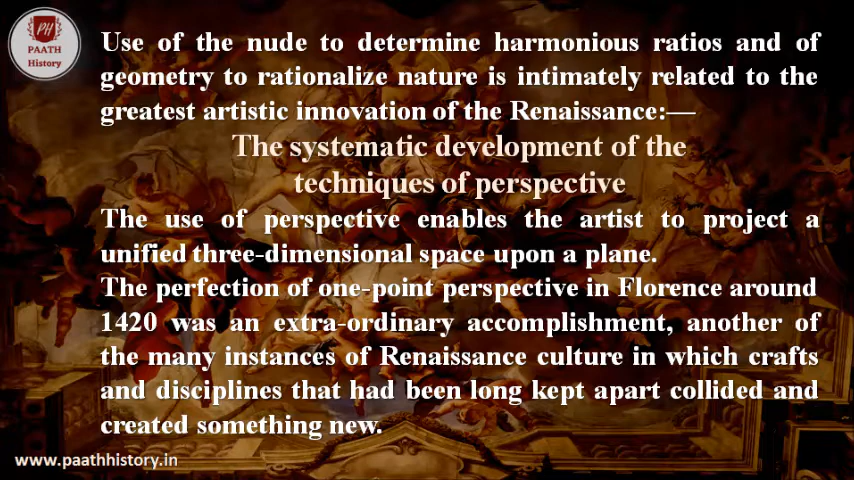 PH
PAATH
History
Use of the nude to determine harmonious ratios and of
geometry to rationalize nature is intimately related to the
greatest artistic innovation of the Renaissance:—
The systematic development of the
techniques of perspective
The use of perspective enables the artist to project a
unified three-dimensional space upon a plane.
The perfection of one-point perspective in Florence around
1420 was an extra-ordinary accomplishment, another of
the many instances of Renaissance culture in which crafts
and disciplines that had been long kept apart collided and
created something new.
www.paathhistory.in